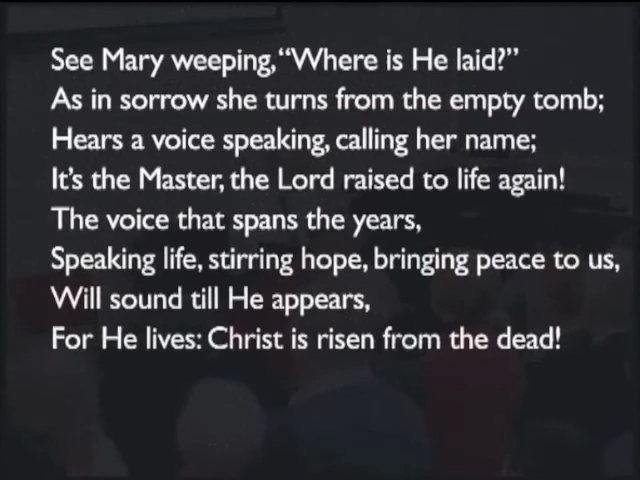 See Mary weeping, “Where is He laid?”
As in sorrow she turns from the empty tomb;
Hears a voice speaking, calling her name;
It’s the Master, the Lord raised to life again!
The voice that spans the years,
Speaking life, stirring hope, bringing peace to us,
Will sound till He appears,
For He lives: Christ is risen from the dead!